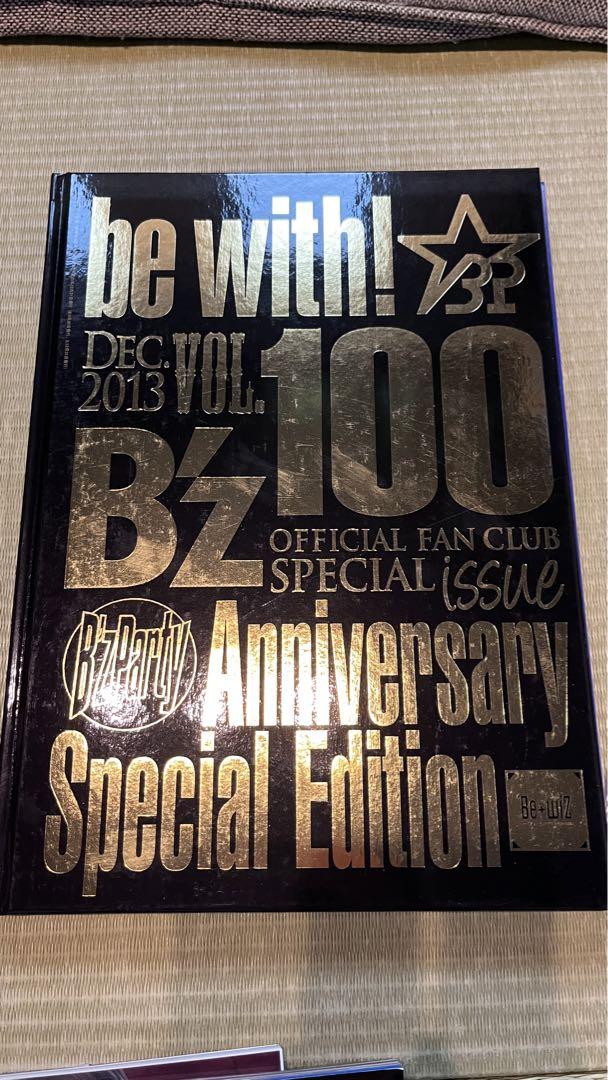 be with!
BP
DEC.
2013 VOL. 100
B'z
OFFICIAL FAN CLUB
SPECIAL issue
B'z Party
Anniversary
Special Edition
Be+wiZ